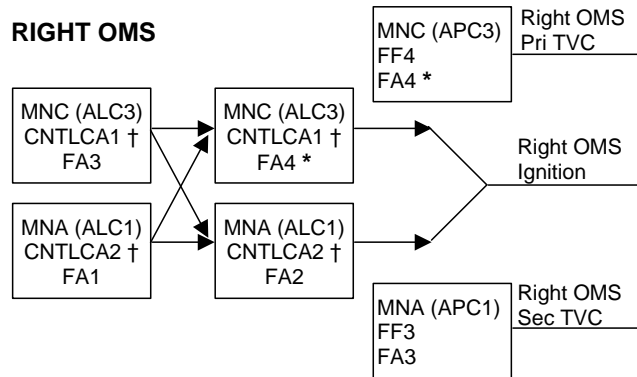 RIGHT OMS
MNC (APC3)
FF4
FA4 *
Right OMS
Pri TVC
MNC (ALC3)
CNTLCA1 †
FA3
MNC (ALC3)
CNTLCA1 †
FA4 *
Right OMS
Ignition
MNA (ALC1)
CNTLCA2 †
FA1
MNA (ALC1)
CNTLCA2 †
FA2
MNA (APC1)
FF3
FA3
Right OMS
Sec TVC